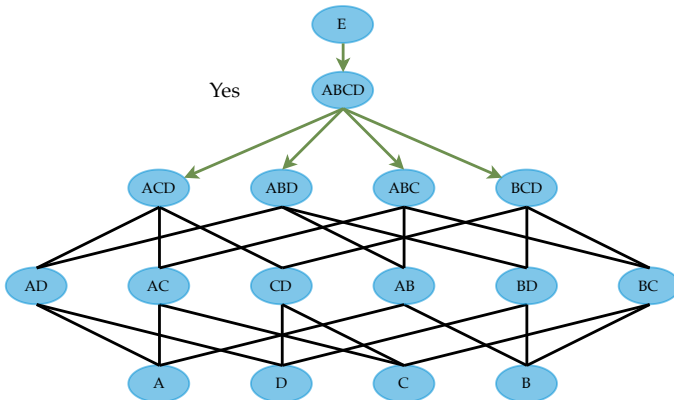 E
Yes
ABCD
ACD ABD ABC BCD
AD AC CD AB BD BC
A D C B